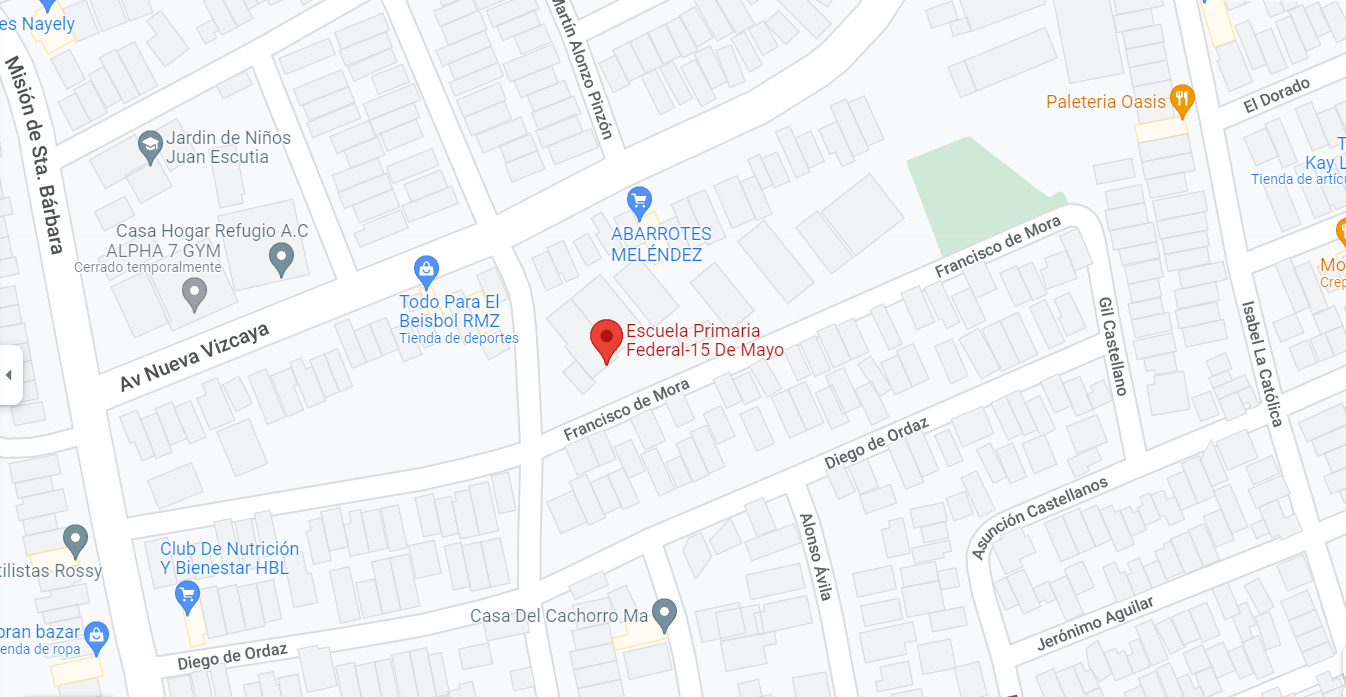 es Nayely
Misión de Sta. Bárbara
Martín Alonzo Pinzón
Paleteria Oasis
El Dorado
Jardin de Niños
Juan Escutia
Kay L
Tienda de artícu
Casa Hogar Refugio A.C
ALPHA 7 GYM
Cerrado temporalmente
ABARROTES
MELÉNDEZ
Francisco de Mora
Mo
Crep
Todo Para El
Beisbol RMZ
Tienda de deportes
Av Nueva Vizcaya
Escuela Primaria
Federal-15 De Mayo
Gil Castellano
Isabel La Católica
Francisco de Mora
Diego de Ordaz
Asunción Castellanos
Alonso Ávila
Club De Nutrición
Y Bienestar HBL
tilistas Rossy
Casa Del Cachorro Ma
Jerónimo Aguilar
oran bazar
enda de ropa
Diego de Ordaz